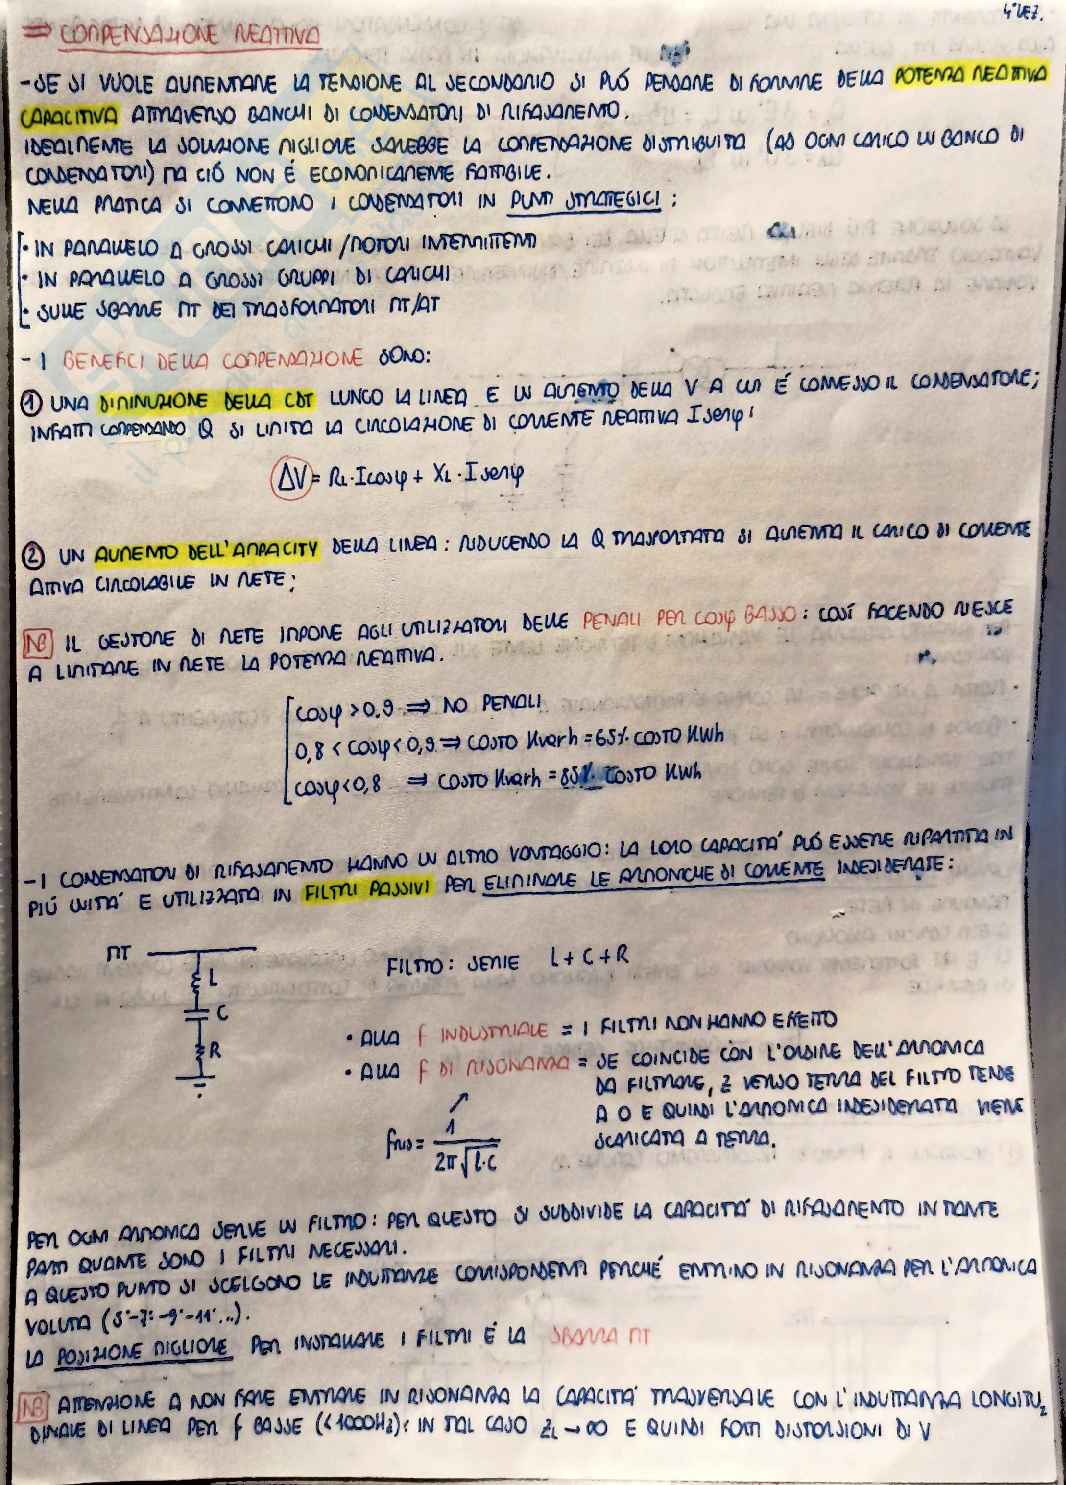 4° LEZ.
⇒ COMPENSAZIONE REATTIVA
- SE SI VUOLE AUMENTARE LA TENSIONE AL SECONDARIO SI PUÓ PENSARE DI FORNIRE DELLA POTENZA REATTIVA
CAPACITIVA ATTRAVERSO BANCHI DI CONDENSATORI DI RIFASAMENTO.
IDEALMENTE LA SOLUZIONE MIGLIORE SAREBBE LA COMPENSAZIONE DISTRIBUITA (AD OGNI CARICO UN BANCO DI
CONDENSATORI) MA CIÓ NON É ECONOMICAMENTE FATTIBILE.
NELLA PRATICA SI CONNETTONO I CONDENSATORI IN PUNTI STRATEGICI:
· IN PARALLELO A GROSSI CARICHI/MOTORI INTERMITTENTI
· IN PARALLELO A GROSSI GRUPPI DI CARICHI
· SULLE SBARRE MT DEI TRASFORMATORI MT/AT
- I BENEFICI DELLA COMPENSAZIONE SONO:
① UNA DIMINUZIONE DELLA CDT LUNGO LA LINEA E UN AUMENTO DELLA V A CUI É CONNESSO IL CONDENSATORE;
INFATTI COMPENSANDO Q SI LIMITA LA CIRCOLAZIONE DI CORRENTE REATTIVA I senφ:
ΔV = RL·Icosφ + XL·I senφ
② UN AUMENTO DELL'AMPACITY DELLA LINEA: RIDUCENDO LA Q TRASPORTATA SI AUMENTA IL CARICO DI CORRENTE
ATTIVA CIRCOLABILE IN RETE;
NB IL GESTORE DI RETE IMPONE AGLI UTILIZZATORI DELLE PENALI PER COSφ BASSO: COSÍ FACENDO RIESCE
A LIMITARE IN RETE LA POTENZA REATTIVA.
cosφ > 0.9 ⇒ NO PENALI
0,8 < cosφ < 0,9 ⇒ COSTO Kvarh = 65% COSTO KWh
cosφ < 0,8 ⇒ COSTO Kvarh = 85% COSTO KWh
- I CONDENSATORI DI RIFASAMENTO HANNO UN ALTRO VANTAGGIO: LA LORO CAPACITA' PUÓ ESSERE RIPARTITA IN
PIÚ UNITA' E UTILIZZATA IN FILTRI PASSIVI PER ELIMINARE LE ARMONICHE DI CORRENTE INDESIDERATE:
MT
L
C
R
FILTRO: SERIE L + C + R
· ALLA f INDUSTRIALE = I FILTRI NON HANNO EFFETTO
· ALLA f DI RISONANZA = SE COINCIDE CON L'ORDINE DELL'ARMONICA
DA FILTRARE, Z VERSO TERRA DEL FILTRO TENDE
A 0 E QUINDI L'ARMONICA INDESIDERATA VIENE
SCARICATA A TERRA.
fris = 1 / 2π√L·C
PER OGNI ARMONICA SERVE UN FILTRO: PER QUESTO SI SUDDIVIDE LA CAPACITA' DI RIFASAMENTO IN TANTE
PARTI QUANTE SONO I FILTRI NECESSARI.
A QUESTO PUNTO SI SCELGONO LE INDUTTANZE CORRISPONDENTI PERCHÉ ENTRINO IN RISONANZA PER L'ARMONICA
VOLUTA (5°-7°-9°-11°...).
LA POSIZIONE MIGLIORE PER INSTALLARE I FILTRI É LA SBARRA MT
NB ATTENZIONE A NON FARE ENTRARE IN RISONANZA LA CAPACITA' TRASVERSALE CON L'INDUTTANZA LONGITU_
DINALE DI LINEA PER f BASSE (<1000Hz): IN TAL CASO ZL → ∞ E QUINDI FORTI DISTORSIONI DI V